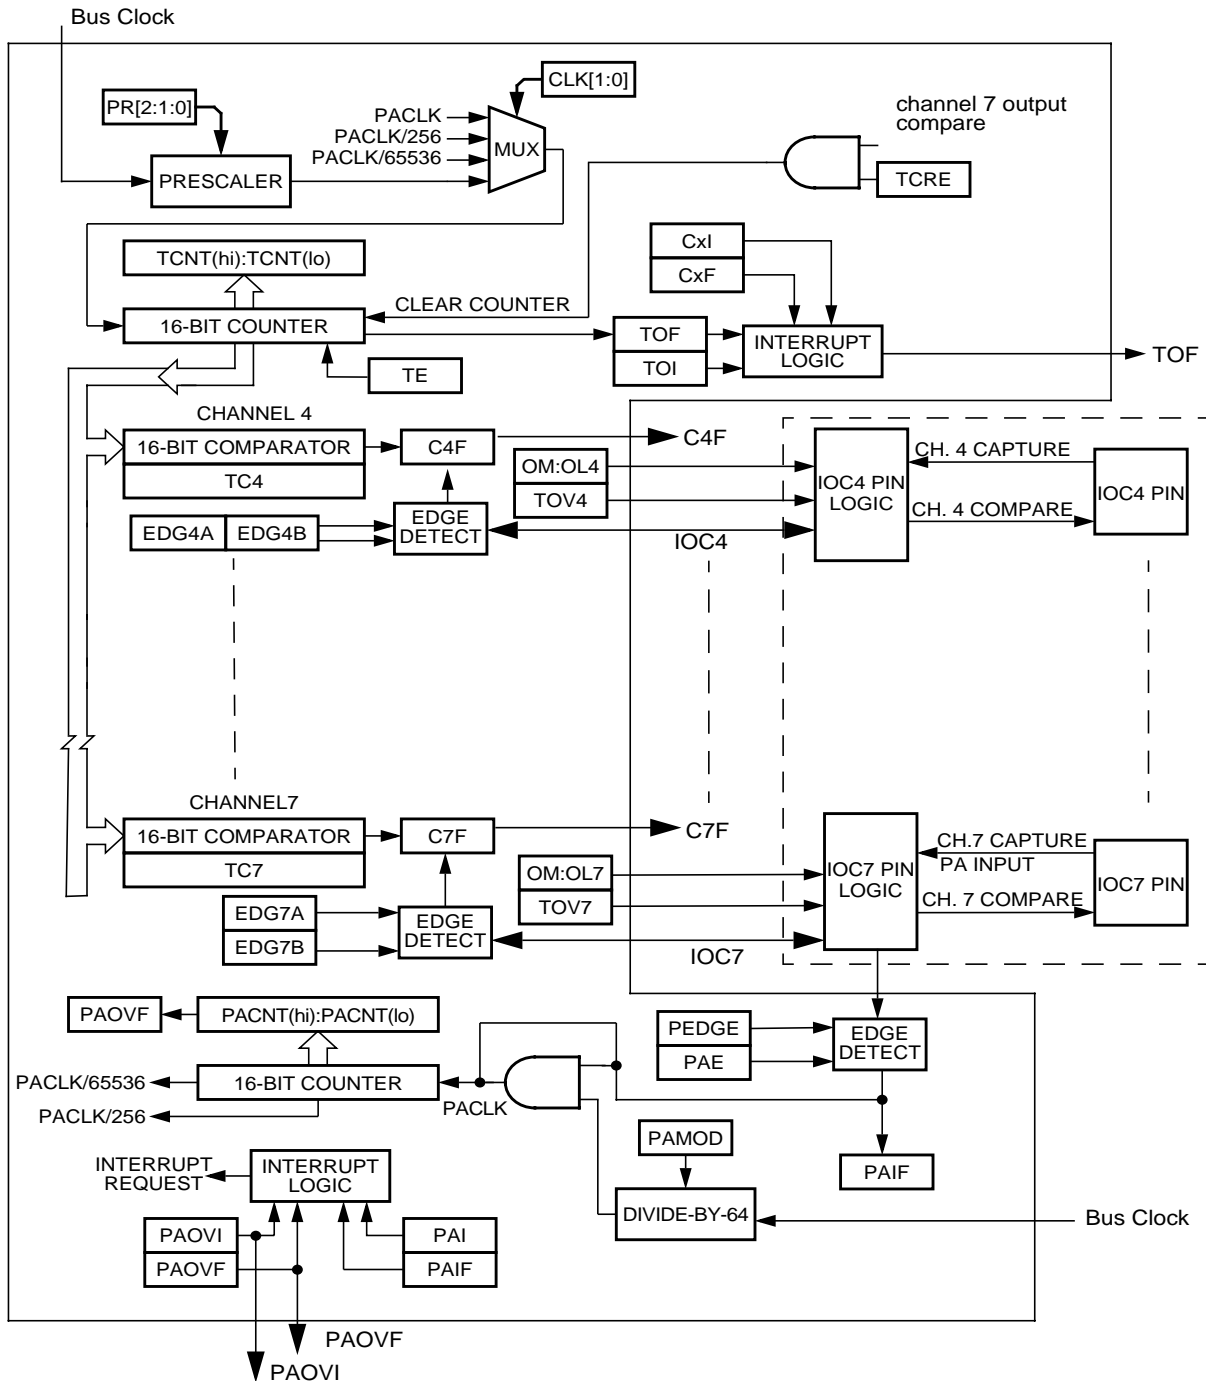 Bus Clock
CLK[1:0]
PR[2:1:0]
channel 7 output
compare
PACLK
PACLK/256
PACLK/65536
MUX
PRESCALER
TCRE
CxI
CxF
TCNT(hi):TCNT(lo)
CLEAR COUNTER
16-BIT COUNTER
TOF
TOI
INTERRUPT
LOGIC
TOF
TE
CHANNEL 4
16-BIT COMPARATOR
TC4
C4F
C4F
OM:OL4
TOV4
IOC4 PIN
LOGIC
CH. 4 CAPTURE
CH. 4 COMPARE
IOC4 PIN
EDG4A
EDG4B
EDGE
DETECT
IOC4
CHANNEL7
16-BIT COMPARATOR
TC7
C7F
C7F
OM:OL7
TOV7
IOC7 PIN
LOGIC
CH.7 CAPTURE
PA INPUT
CH. 7 COMPARE
IOC7 PIN
EDG7A
EDG7B
EDGE
DETECT
IOC7
PAOVF
PACNT(hi):PACNT(lo)
PEDGE
PAE
EDGE
DETECT
PACLK/65536
16-BIT COUNTER
PACLK
PACLK/256
PAMOD
PAIF
INTERRUPT
REQUEST
INTERRUPT
LOGIC
DIVIDE-BY-64
Bus Clock
PAOVI
PAOVF
PAI
PAIF
PAOVF
PAOVI